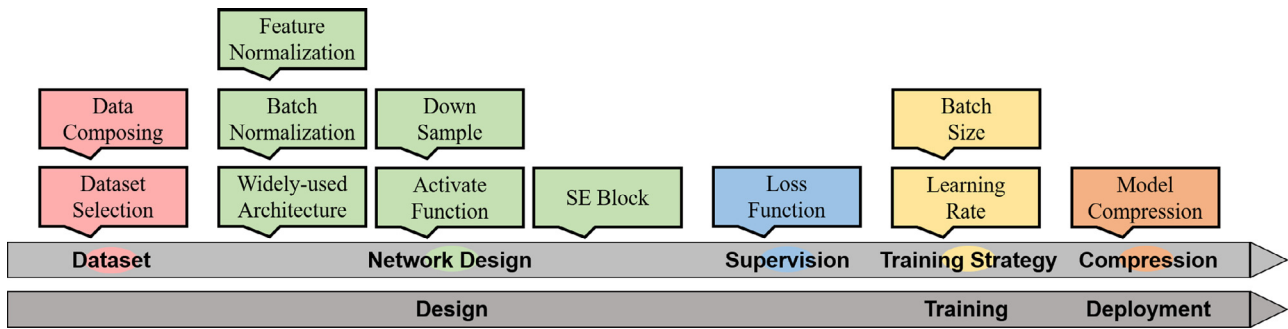 Feature
Normalization
Data
Composing
Batch
Normalization
Down
Sample
Batch
Size
Dataset
Selection
Widely-used
Architecture
Activate
Function
SE Block
Loss
Function
Learning
Rate
Model
Compression
Dataset
Network Design
Supervision
Training Strategy
Compression
Design
Training
Deployment